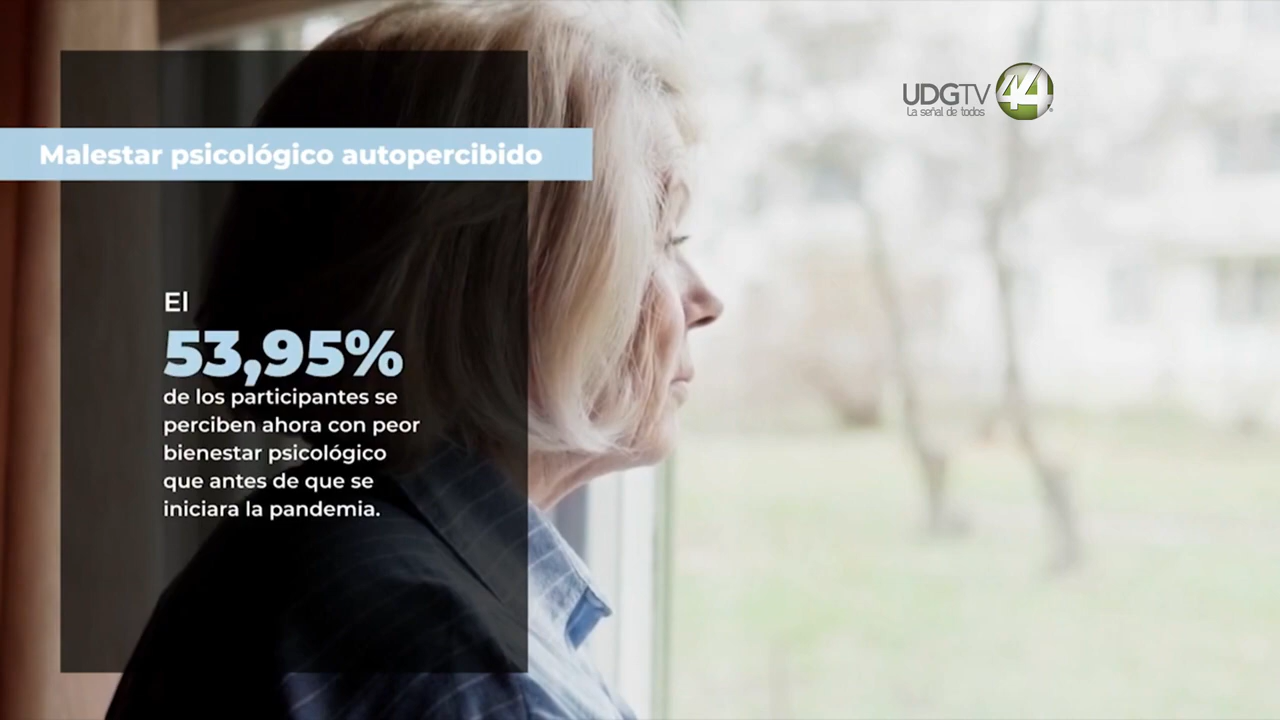 UDGTV 44
La señal de todos
Malestar psicológico autopercibido
El
53,95%
de los participantes se
perciben ahora con peor
bienestar psicológico
que antes de que se
iniciara la pandemia.